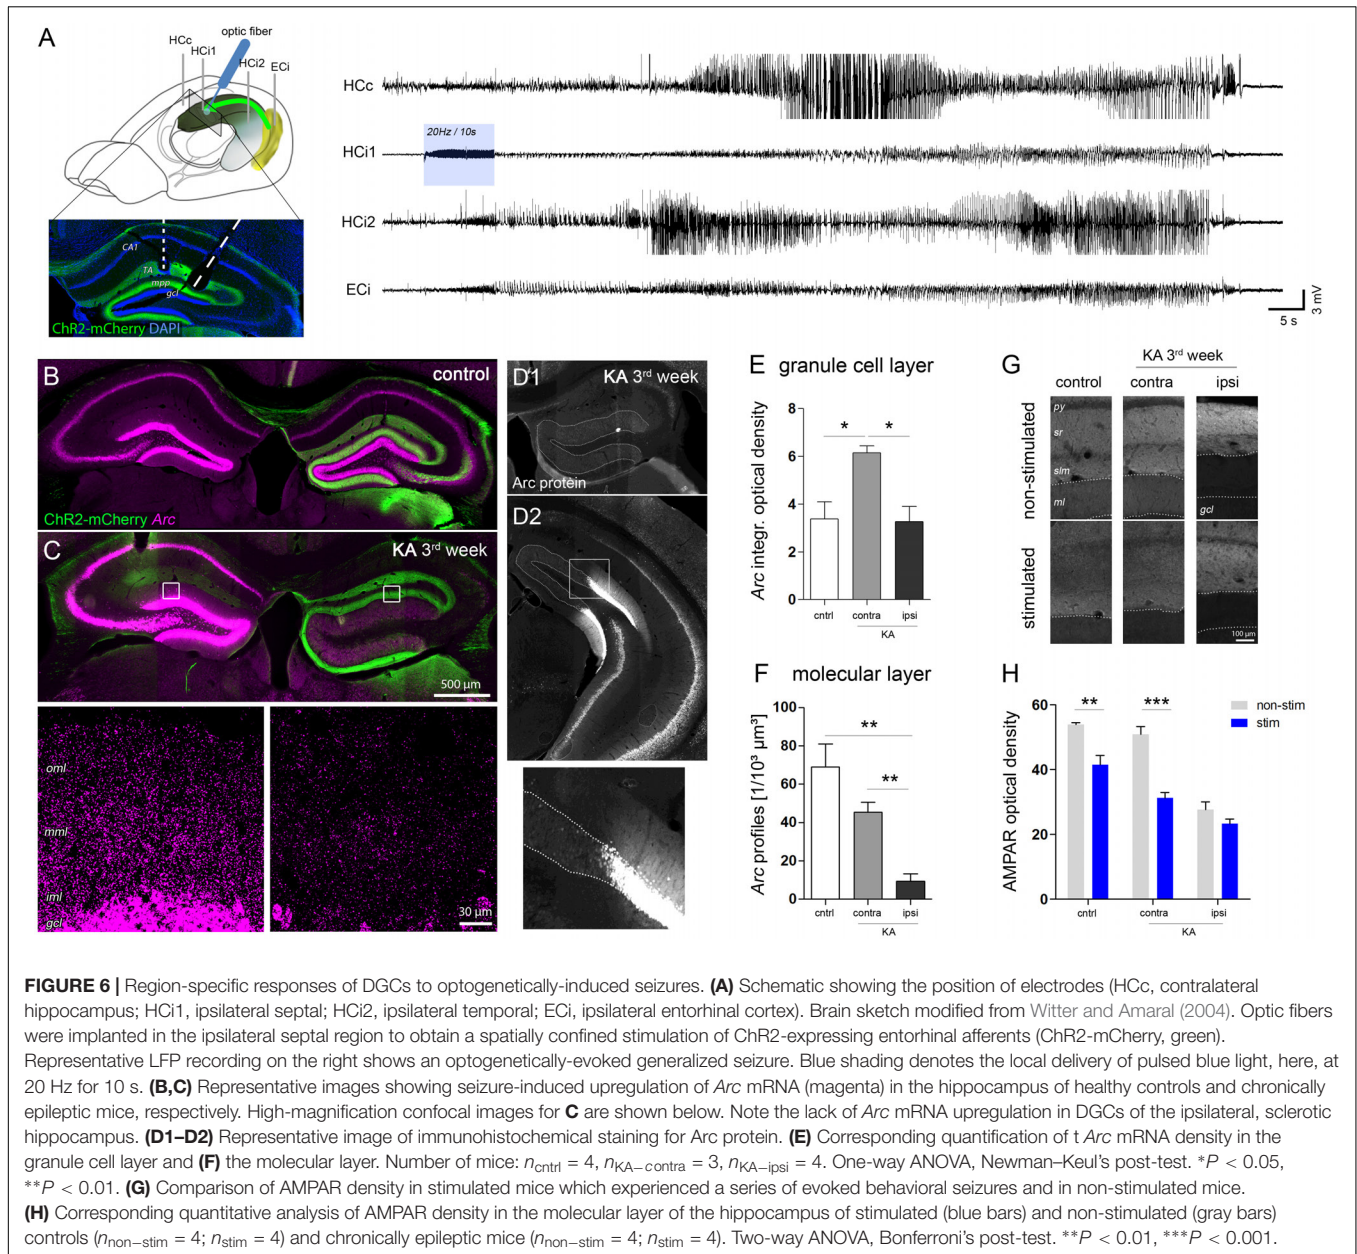 A
optic fiber
HCc
HCi1
HCi2
ECi
CA1
TA
mpp
gcl
ChR2-mCherry DAPI
HCc
20Hz / 10s
HCi1
HCi2
ECi
3 mV
5 s
B
control
ChR2-mCherry Arc
C
KA 3rd week
500 µm
oml
mml
iml
gcl
30 µm
D1
KA 3rd week
Arc protein
D2
E
granule cell layer
Arc integr. optical density
8
6
4
2
0
* *
cntrl contra ipsi
KA
F
molecular layer
Arc profiles [1/10³ µm³]
100
80
60
40
20
0
**
**
cntrl contra ipsi
KA
G
KA 3rd week
control contra ipsi
non-stimulated
py
sr
slm
ml
gcl
stimulated
100 µm
H
AMPAR optical density
60
40
20
0
** ***
non-stim
stim
cntrl contra ipsi
KA
FIGURE 6 | Region-specific responses of DGCs to optogenetically-induced seizures. (A) Schematic showing the position of electrodes (HCc, contralateral
hippocampus; HCi1, ipsilateral septal; HCi2, ipsilateral temporal; ECi, ipsilateral entorhinal cortex). Brain sketch modified from Witter and Amaral (2004). Optic fibers
were implanted in the ipsilateral septal region to obtain a spatially confined stimulation of ChR2-expressing entorhinal afferents (ChR2-mCherry, green).
Representative LFP recording on the right shows an optogenetically-evoked generalized seizure. Blue shading denotes the local delivery of pulsed blue light, here, at
20 Hz for 10 s. (B,C) Representative images showing seizure-induced upregulation of Arc mRNA (magenta) in the hippocampus of healthy controls and chronically
epileptic mice, respectively. High-magnification confocal images for C are shown below. Note the lack of Arc mRNA upregulation in DGCs of the ipsilateral, sclerotic
hippocampus. (D1–D2) Representative image of immunohistochemical staining for Arc protein. (E) Corresponding quantification of t Arc mRNA density in the
granule cell layer and (F) the molecular layer. Number of mice: ncntrl = 4, nKA−contra = 3, nKA−ipsi = 4. One-way ANOVA, Newman–Keul's post-test. *P < 0.05,
**P < 0.01. (G) Comparison of AMPAR density in stimulated mice which experienced a series of evoked behavioral seizures and in non-stimulated mice.
(H) Corresponding quantitative analysis of AMPAR density in the molecular layer of the hippocampus of stimulated (blue bars) and non-stimulated (gray bars)
controls (nnon−stim = 4; nstim = 4) and chronically epileptic mice (nnon−stim = 4; nstim = 4). Two-way ANOVA, Bonferroni's post-test. **P < 0.01, ***P < 0.001.